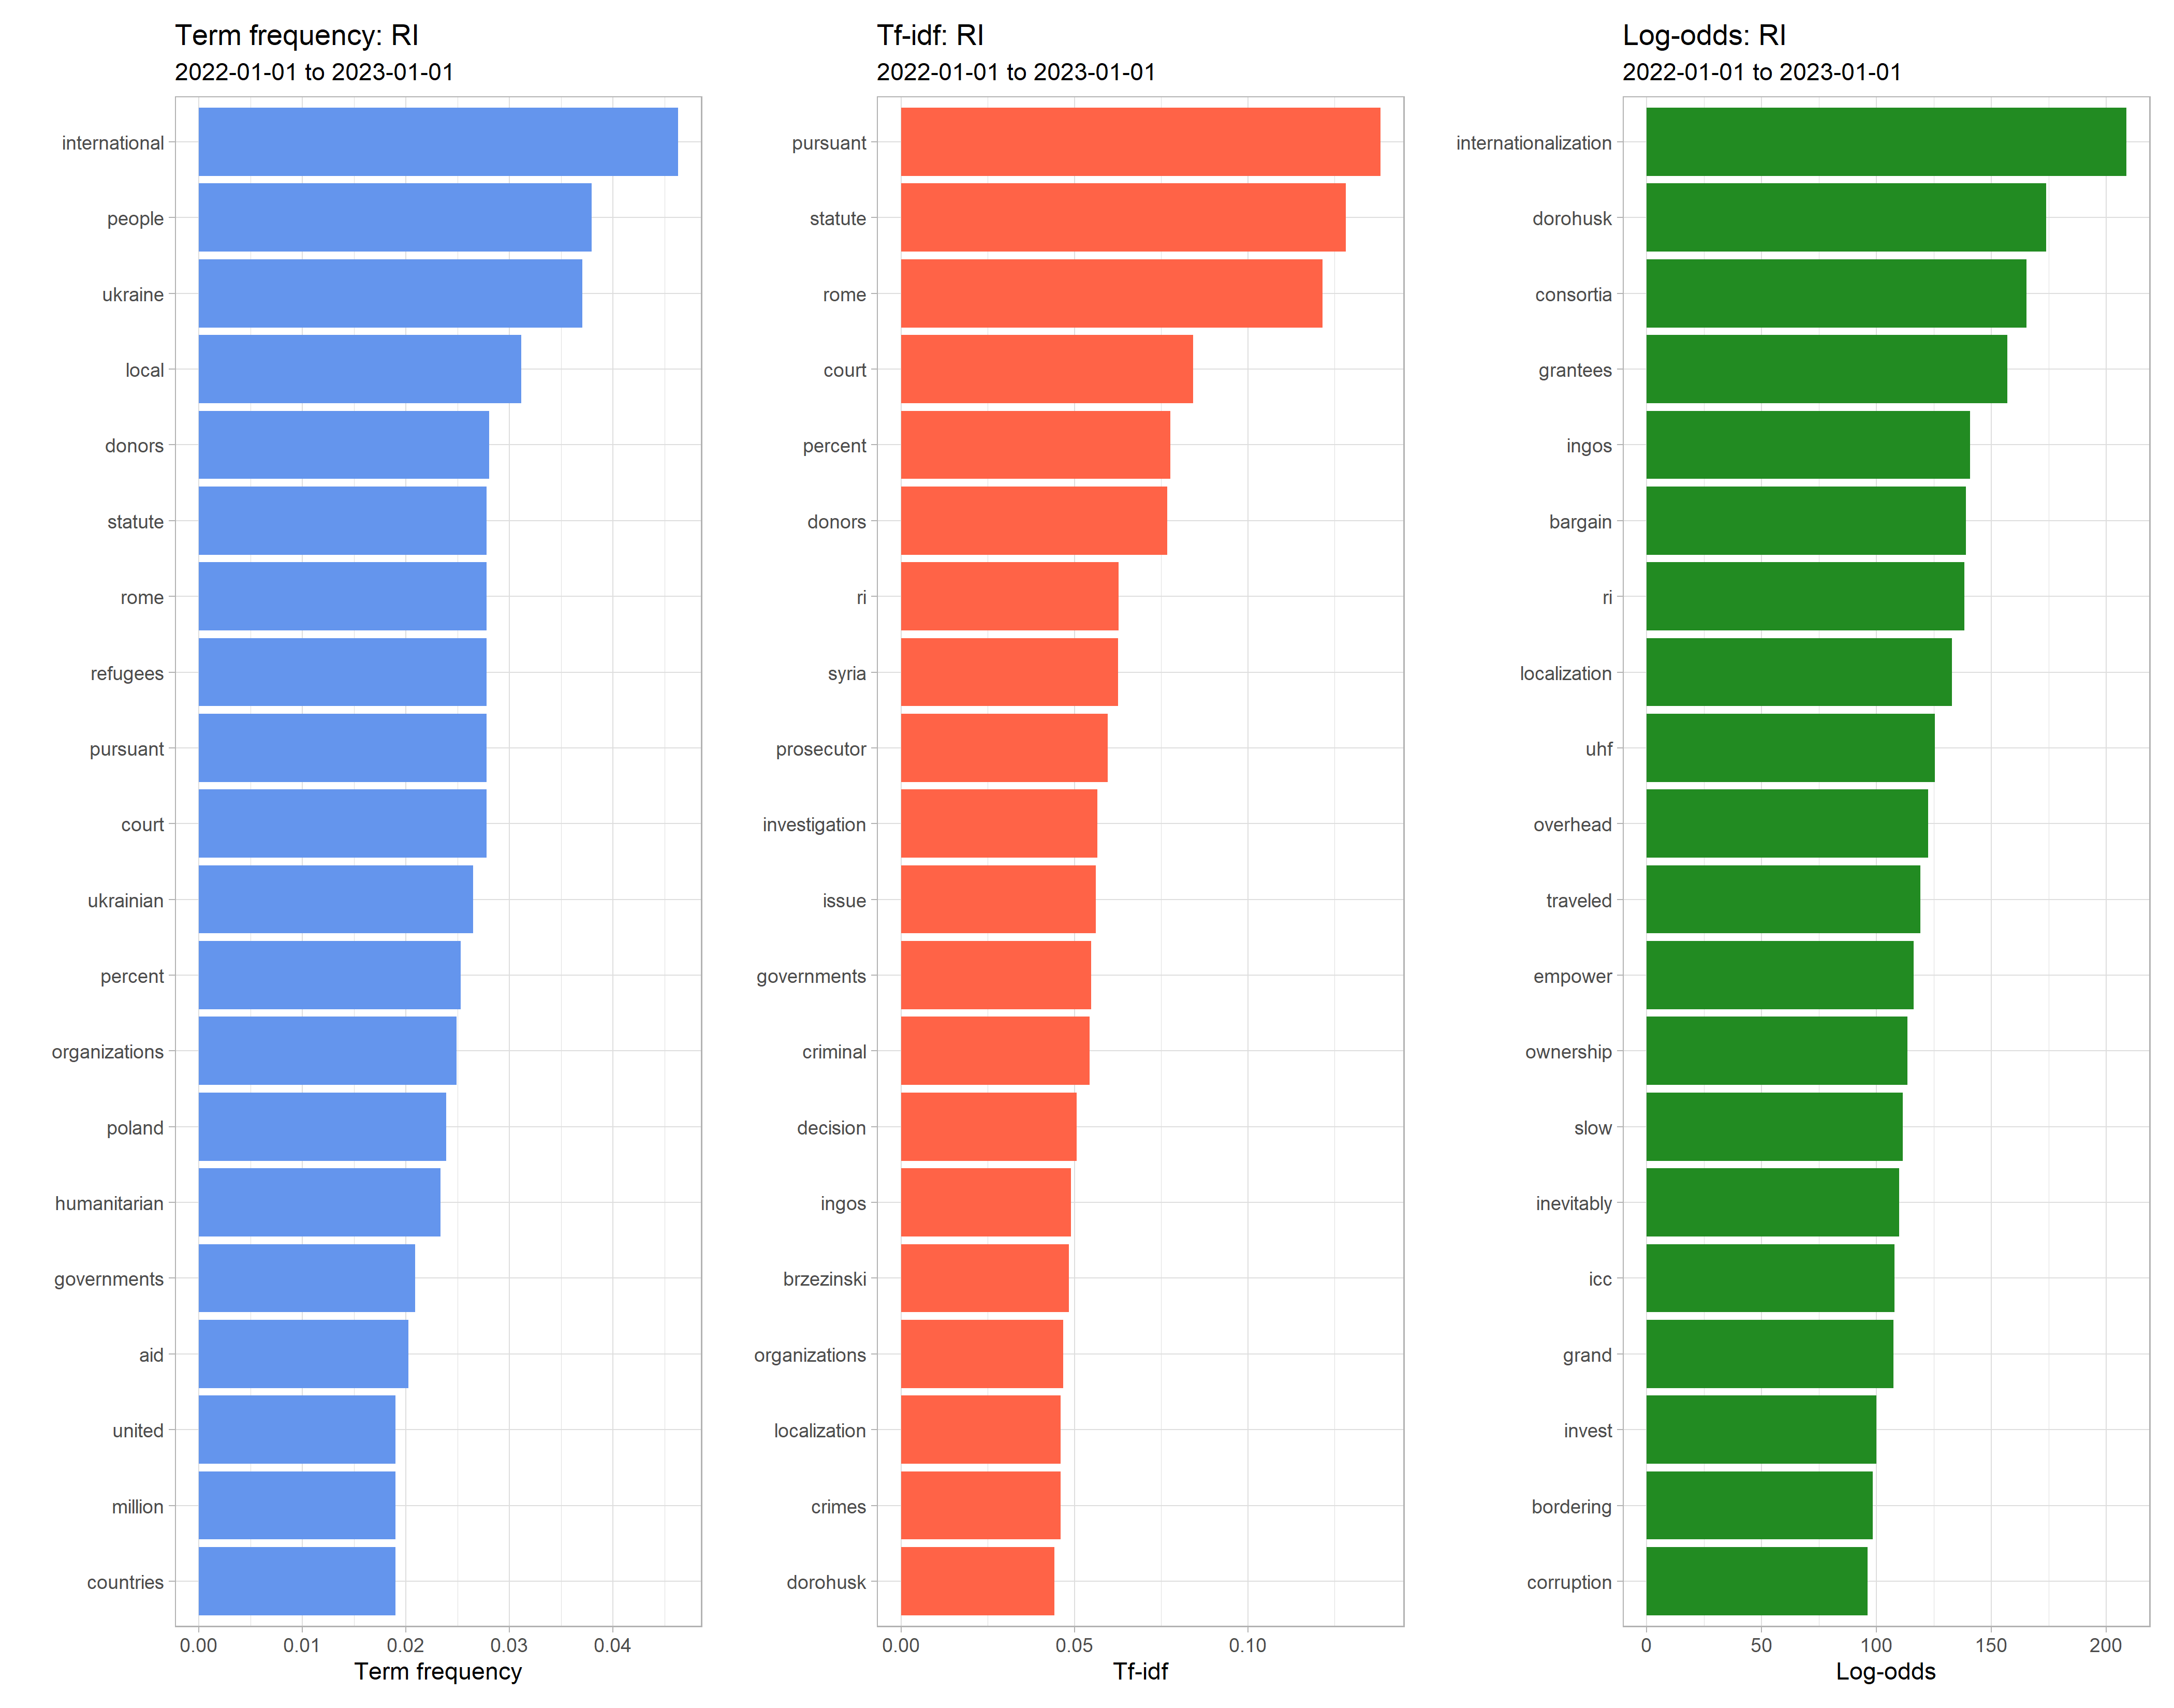 Term frequency: RI
2022-01-01 to 2023-01-01
international
people
ukraine
local
donors
statute
rome
refugees
pursuant
court
ukrainian
percent
organizations
poland
humanitarian
governments
aid
united
million
countries
0.00 0.01 0.02 0.03 0.04
Term frequency
Tf-idf: RI
2022-01-01 to 2023-01-01
pursuant
statute
rome
court
percent
donors
ri
syria
prosecutor
investigation
issue
governments
criminal
decision
ingos
brzezinski
organizations
localization
crimes
dorohusk
0.00 0.05 0.10
Tf-idf
Log-odds: RI
2022-01-01 to 2023-01-01
internationalization
dorohusk
consortia
grantees
ingos
bargain
ri
localization
uhf
overhead
traveled
empower
ownership
slow
inevitably
icc
grand
invest
bordering
corruption
0 50 100 150 200
Log-odds